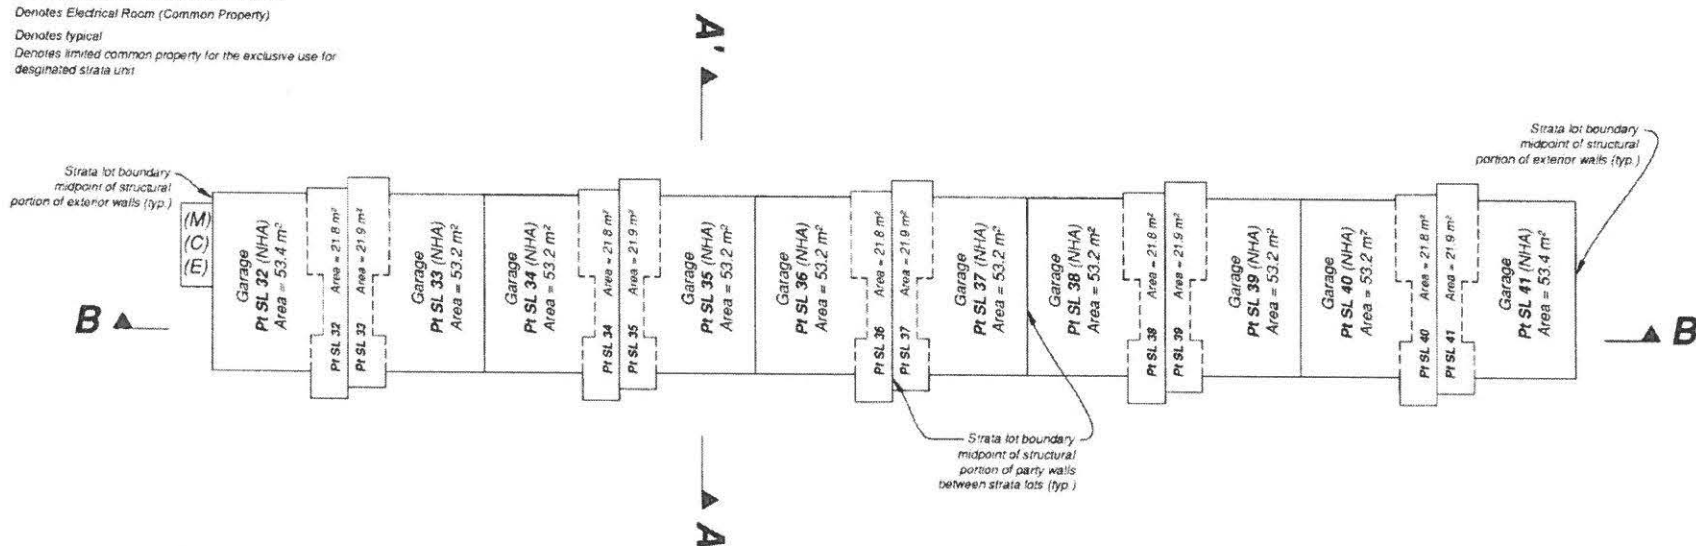 Denotes Electrical Room (Common Property)
Denotes typical
Denotes limited common property for the exclusive use for
desginated strata unit
A'
Strata lot boundary
midpoint of structural
portion of exterior walls (typ.)
Strata lot boundary
midpoint of structural
portion of exterior walls (typ.)
(M)
(C)
(E)
Garage
Pt SL 32 (NHA)
Area = 53.4 m²
Pt SL 32 Area = 21.8 m²
Pt SL 33 Area = 21.9 m²
Garage
Pt SL 33 (NHA)
Area = 53.2 m²
Garage
Pt SL 34 (NHA)
Area = 53.2 m²
Pt SL 34 Area = 21.8 m²
Pt SL 35 Area = 21.9 m²
Garage
Pt SL 35 (NHA)
Area = 53.2 m²
Garage
Pt SL 36 (NHA)
Area = 53.2 m²
Pt SL 36 Area = 21.8 m²
Pt SL 37 Area = 21.9 m²
Garage
Pt SL 37 (NHA)
Area = 53.2 m²
Garage
Pt SL 38 (NHA)
Area = 53.2 m²
Pt SL 38 Area = 21.8 m²
Pt SL 39 Area = 21.9 m²
Garage
Pt SL 39 (NHA)
Area = 53.2 m²
Garage
Pt SL 40 (NHA)
Area = 53.2 m²
Pt SL 40 Area = 21.8 m²
Pt SL 41 Area = 21.9 m²
Garage
Pt SL 41 (NHA)
Area = 53.4 m²
B
B'
Strata lot boundary
midpoint of structural
portion of party walls
between strata lots (typ.)
A